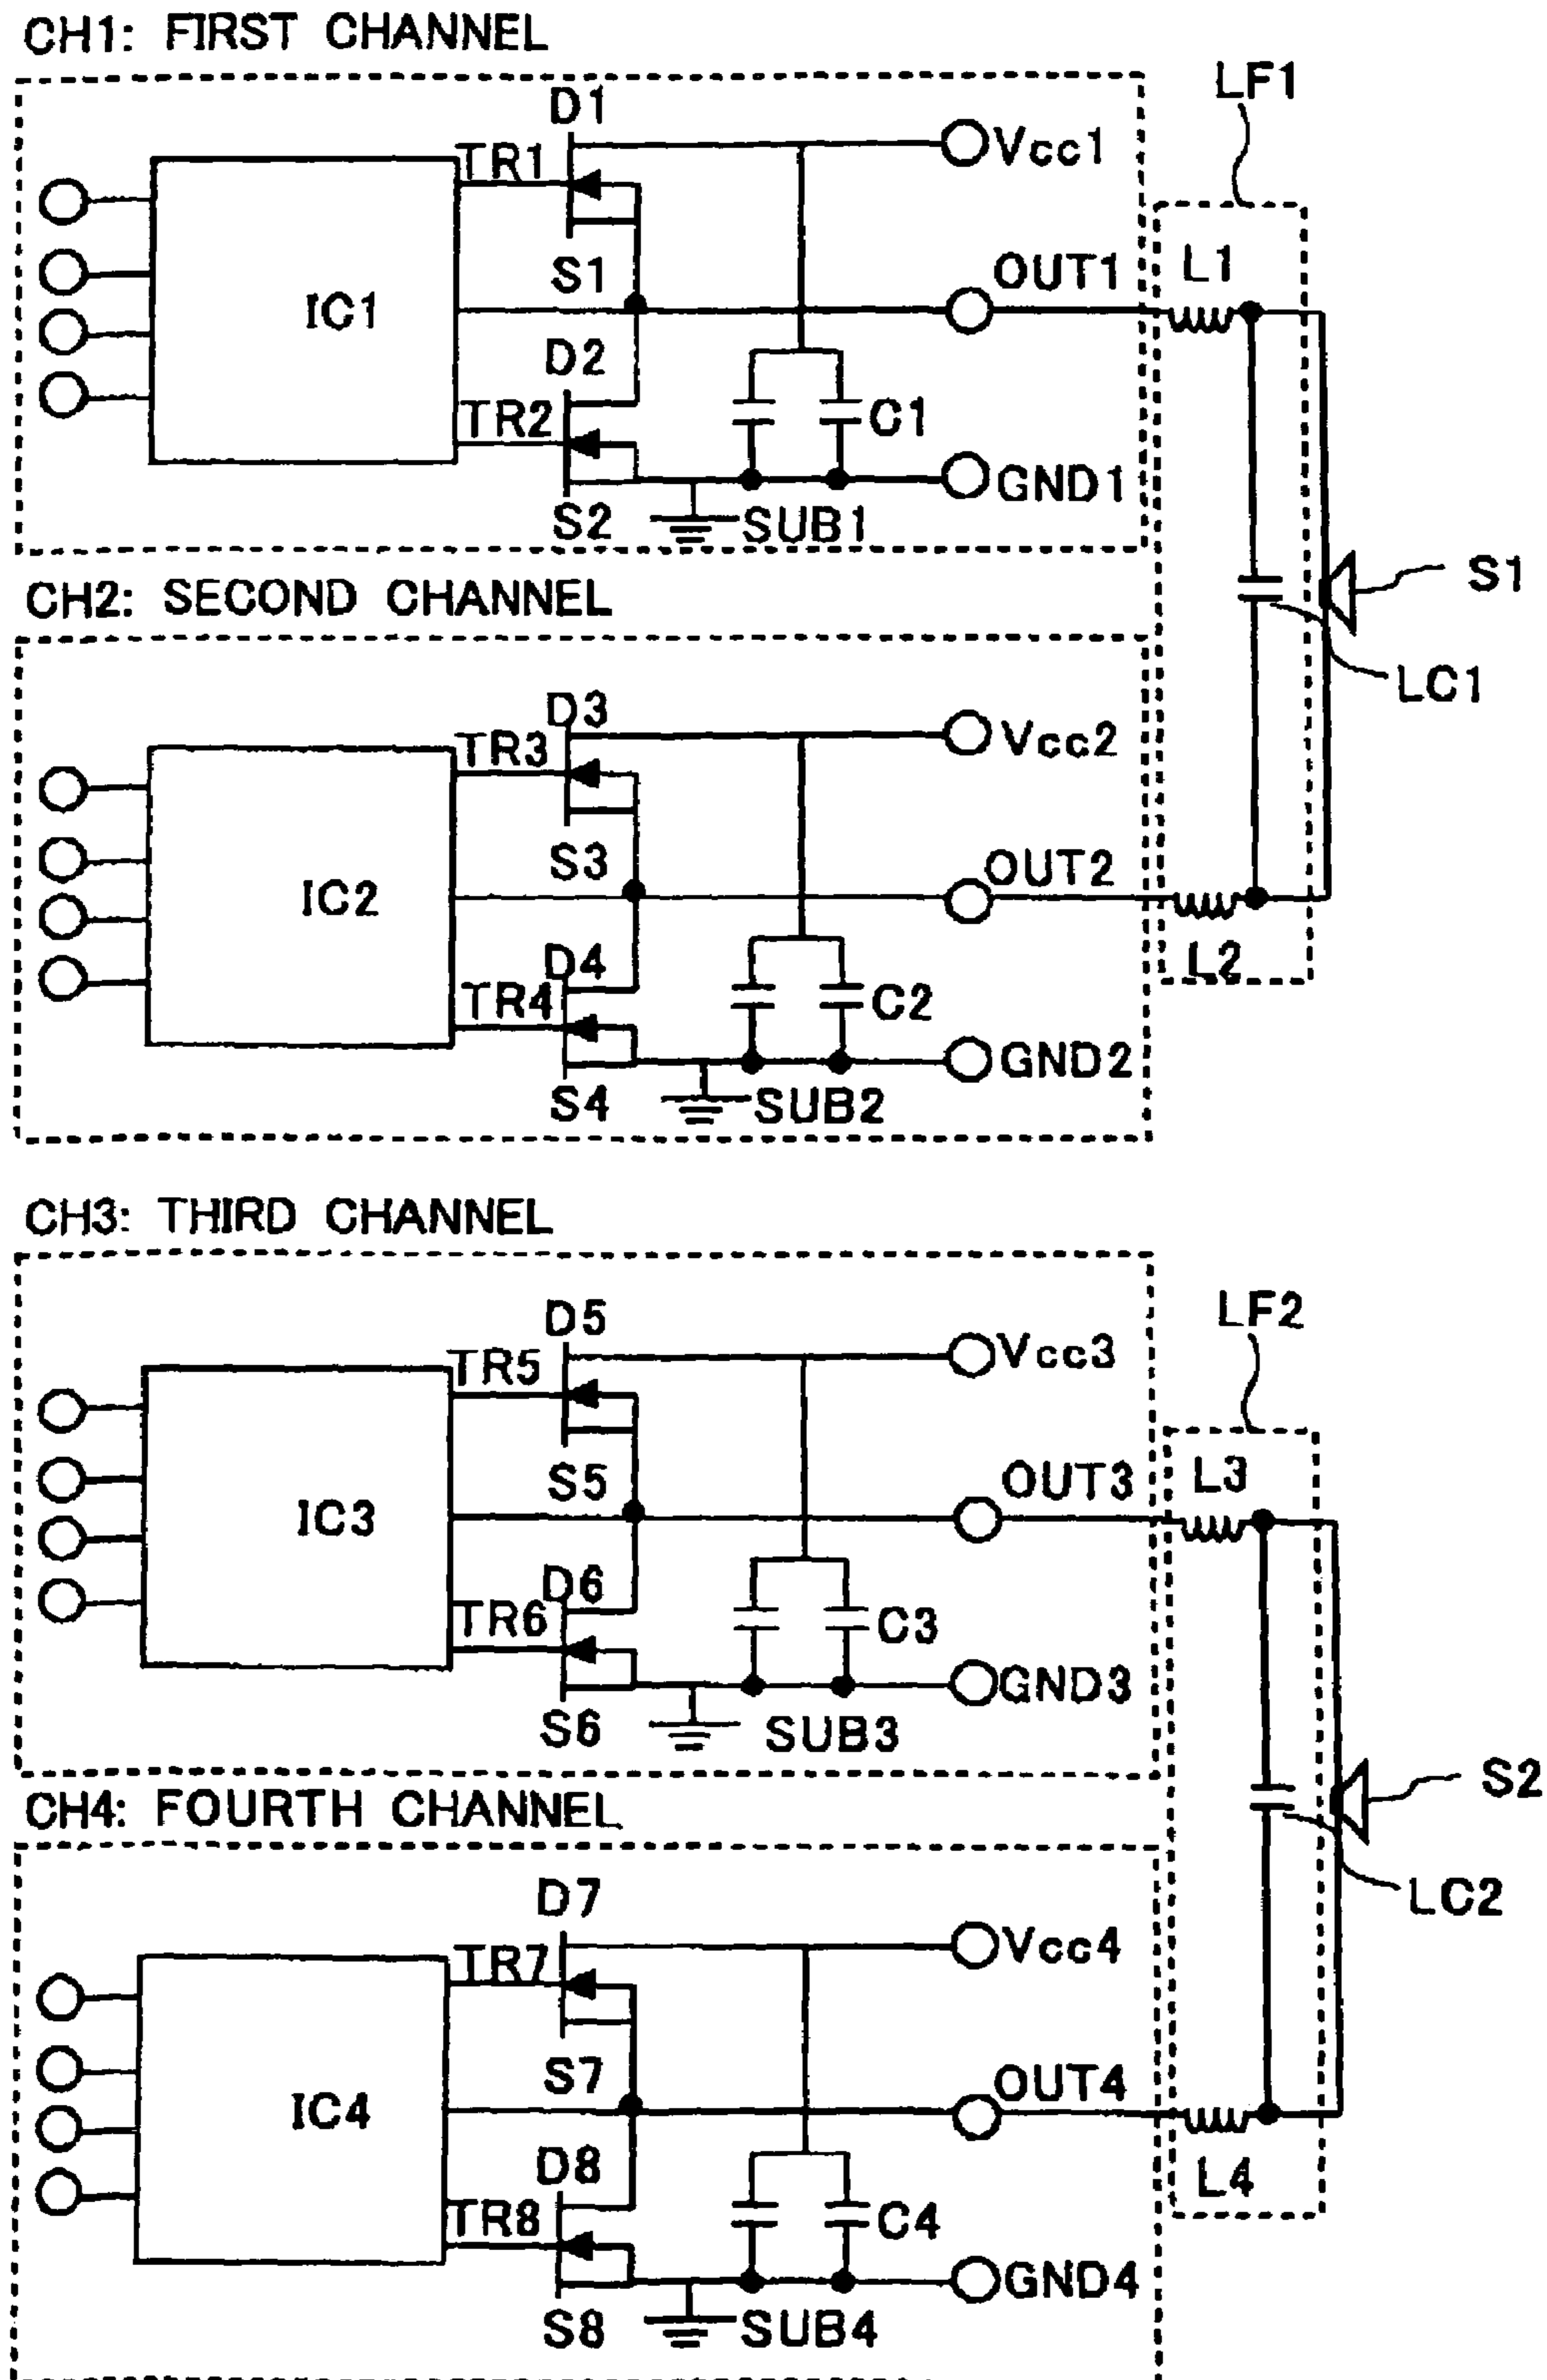 CH1: FIRST CHANNEL
LF1
D1
TR1
Vcc1
S1
OUT1
L1
IC1
D2
TR2
C1
GND1
S2
SUB1
S1
LC1
CH2: SECOND CHANNEL
D3
TR3
Vcc2
S3
OUT2
IC2
D4
L2
TR4
C2
GND2
S4
SUB2
CH3: THIRD CHANNEL
LF2
D5
TR5
Vcc3
L3
S5
OUT3
IC3
D6
TR6
C3
GND3
S6
SUB3
S2
LC2
CH4: FOURTH CHANNEL
D7
TR7
Vcc4
S7
OUT4
IC4
D8
L4
TR8
C4
GND4
S8
SUB4